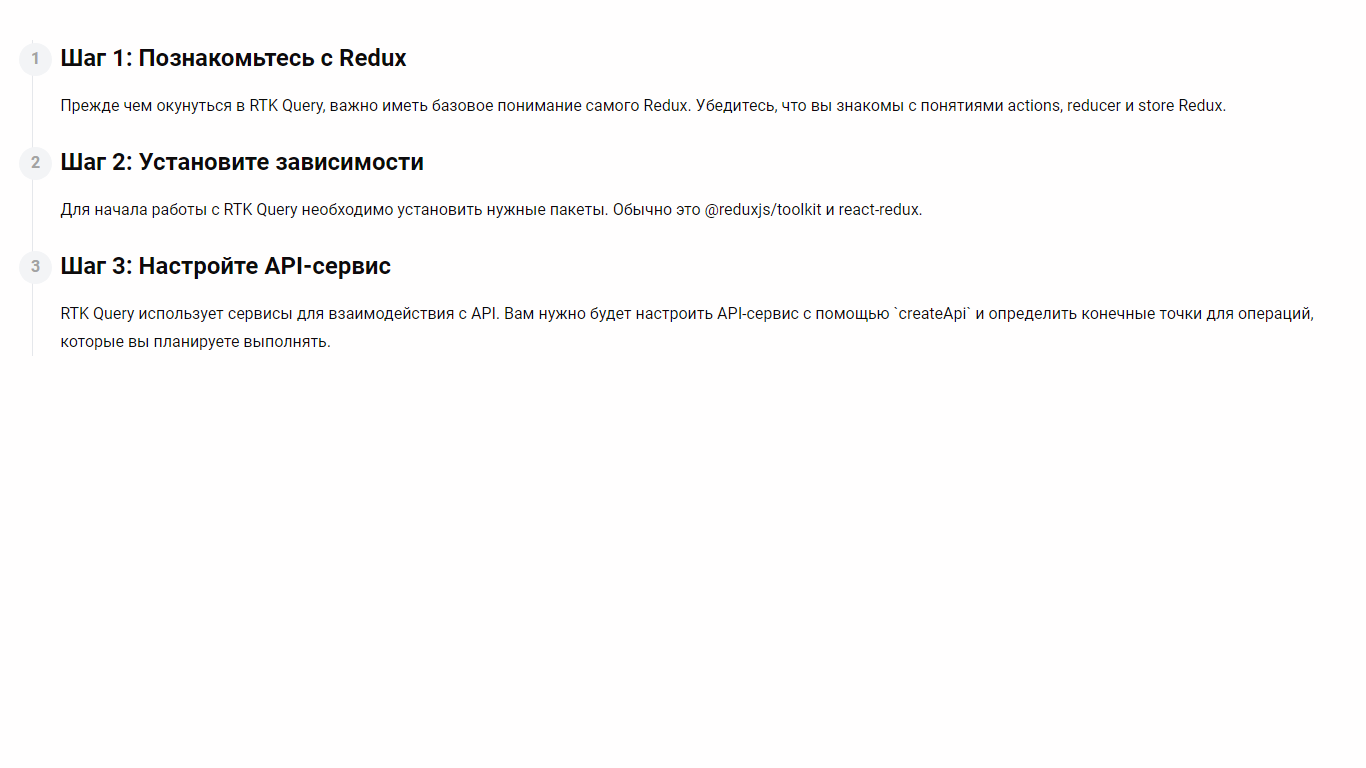 1
Шаг 1: Познакомьтесь с Redux
Прежде чем окунуться в RTK Query, важно иметь базовое понимание самого Redux. Убедитесь, что вы знакомы с понятиями actions, reducer и store Redux.
2
Шаг 2: Установите зависимости
Для начала работы с RTK Query необходимо установить нужные пакеты. Обычно это @reduxjs/toolkit и react-redux.
3
Шаг 3: Настройте API-сервис
RTK Query использует сервисы для взаимодействия с API. Вам нужно будет настроить API-сервис с помощью `createApi` и определить конечные точки для операций,
которые вы планируете выполнять.